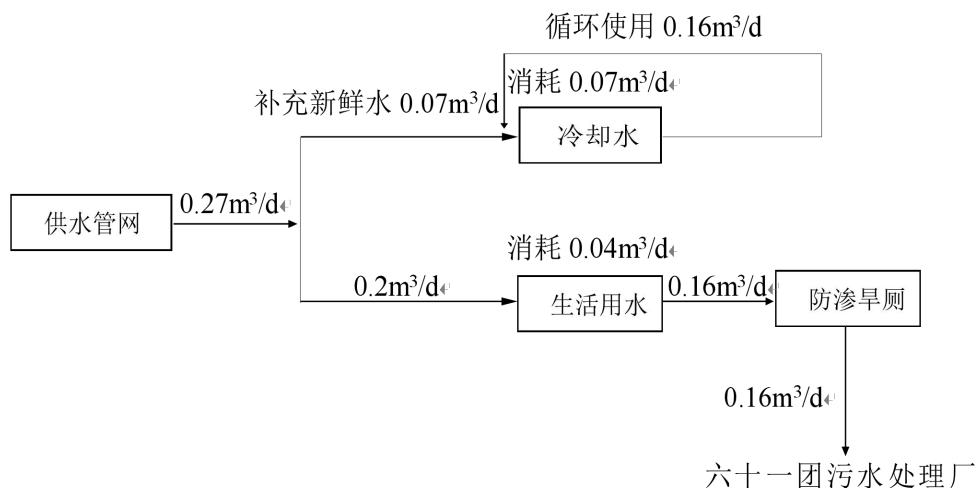 循环使用 0.16m³/d
消耗 0.07m³/d
补充新鲜水 0.07m³/d
冷却水
0.27m³/d
供水管网
消耗 0.04m³/d
0.2m³/d
0.16m³/d
生活用水
防渗旱厕
0.16m³/d
六十一团污水处理厂